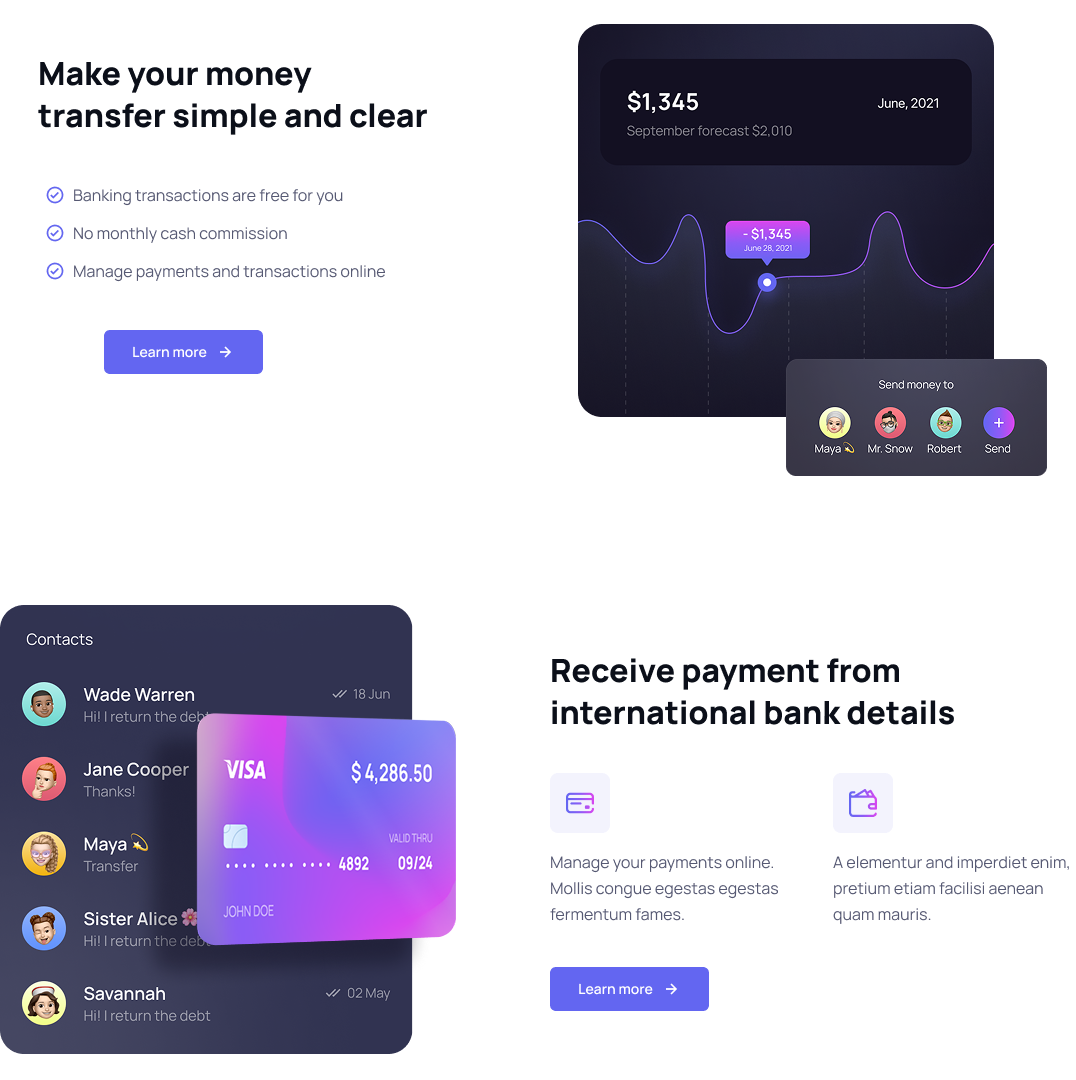 Make your money
transfer simple and clear
Banking transactions are free for you
No monthly cash commission
Manage payments and transactions online
Learn more
$1,345
June, 2021
September forecast $2,010
- $1,345
June 28, 2021
Send money to
Maya 💫
Mr. Snow
Robert
Send
Contacts
Wade Warren
18 Jun
Hi! I return the debt
Jane Cooper
Thanks!
Maya 💫
Transfer
Sister Alice 🌸
Hi! I return the debt
Savannah
02 May
Hi! I return the debt
VISA
$4,286.50
VALID THRU
•••• •••• •••• 4892
09/24
JOHN DOE
Receive payment from
international bank details
Manage your payments online.
Mollis congue egestas egestas
fermentum fames.
A elementur and imperdiet enim,
pretium etiam facilisi aenean
quam mauris.
Learn more